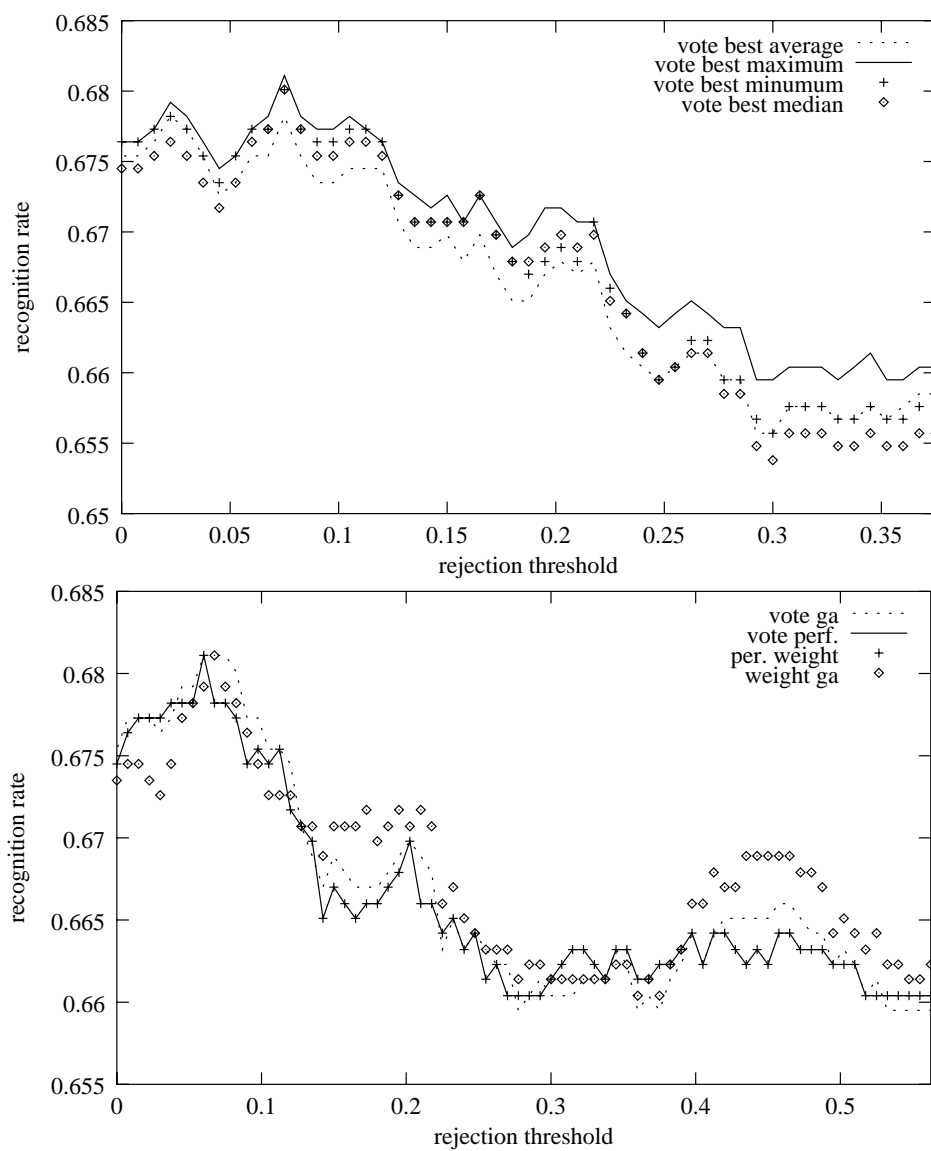 0.685
0.68
0.675
0.67
0.665
0.66
0.655
0.65
recognition rate
vote best average
vote best maximum
vote best minumum
vote best median
0 0.05 0.1 0.15 0.2 0.25 0.3 0.35
rejection threshold
0.685
0.68
0.675
0.67
0.665
0.66
0.655
recognition rate
vote ga
vote perf.
per. weight
weight ga
0 0.1 0.2 0.3 0.4 0.5
rejection threshold